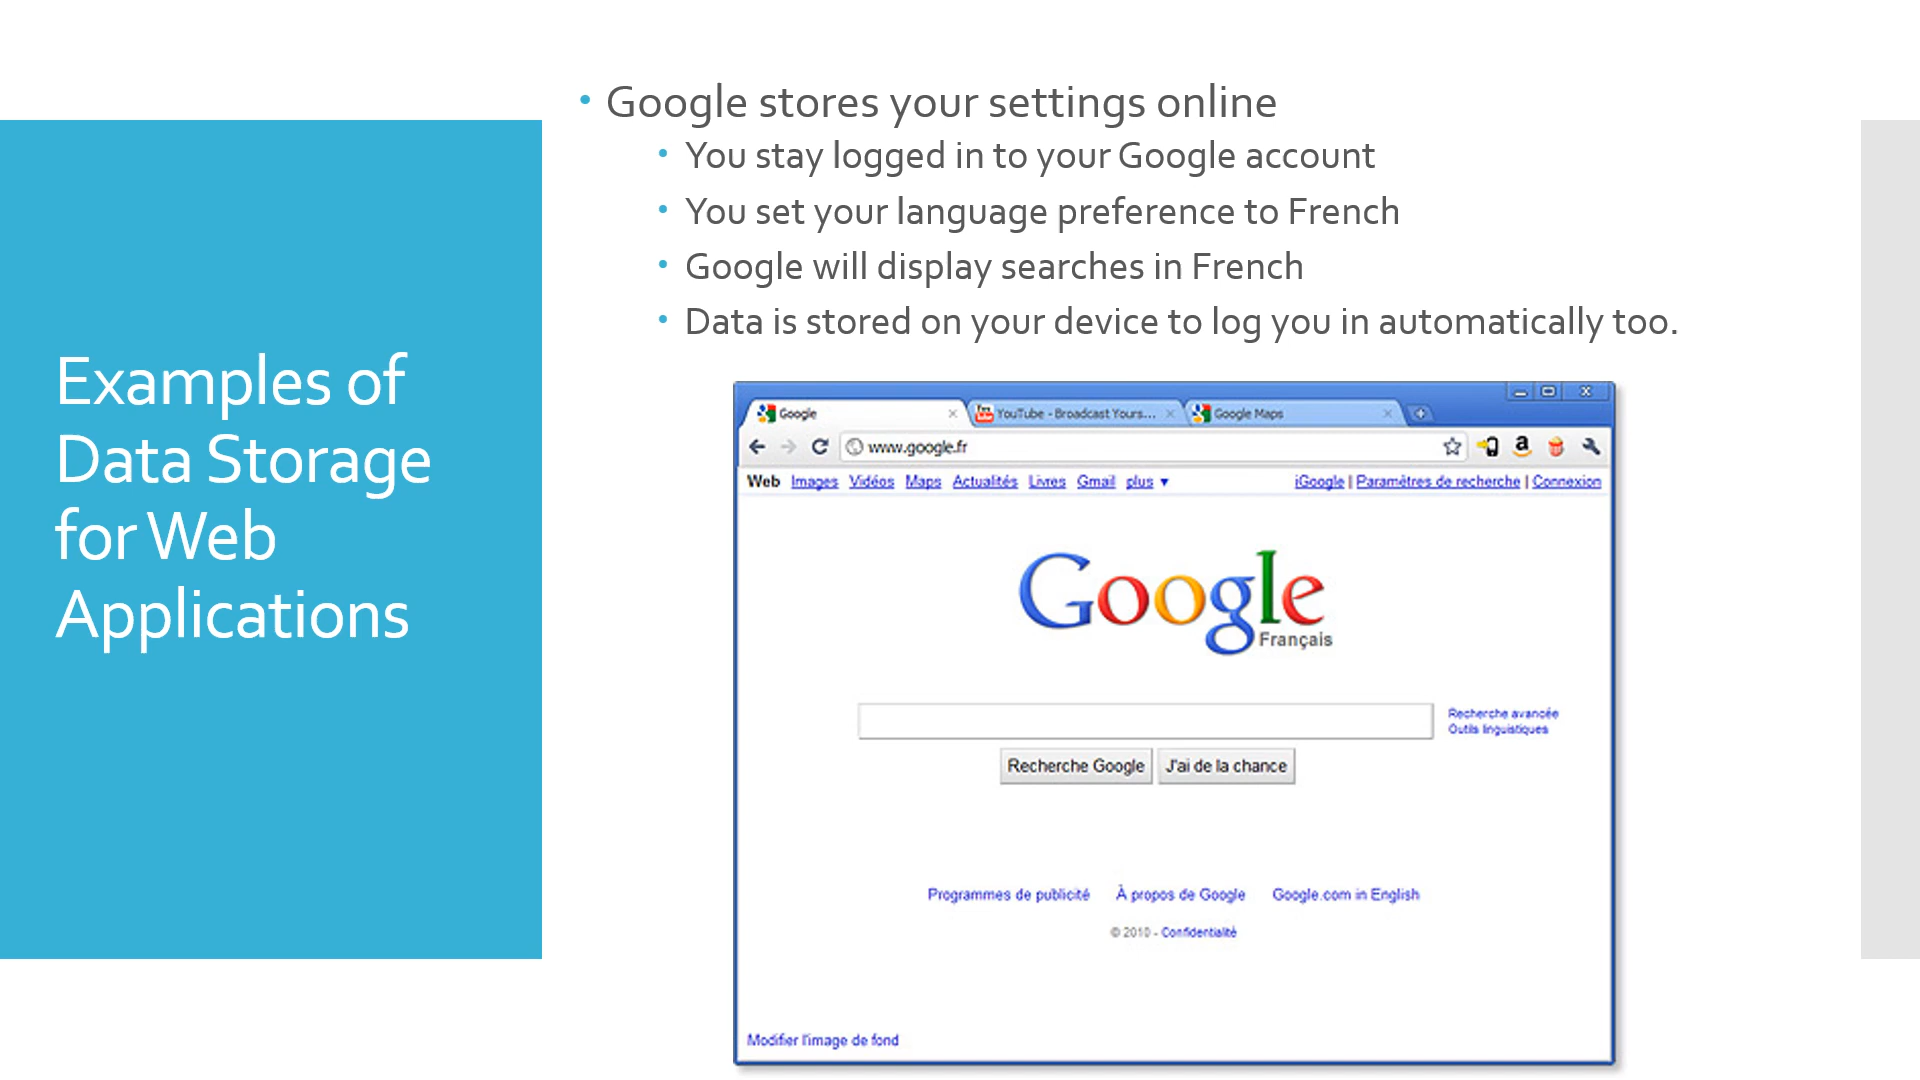 Examples of
Data Storage
for Web
Applications
Google stores your settings online
You stay logged in to your Google account
You set your language preference to French
Google will display searches in French
Data is stored on your device to log you in automatically too.
Google YouTube - Broadcast Yours... Google Maps
www.google.fr
Web Images Vidéos Maps Actualités Livres Gmail plus ▼ iGoogle | Paramètres de recherche | Connexion
Google
Français
Recherche avancée
Outils linguistiques
Recherche Google J'ai de la chance
Programmes de publicité À propos de Google Google.com in English
© 2010 - Confidentialité
Modifier l'image de fond